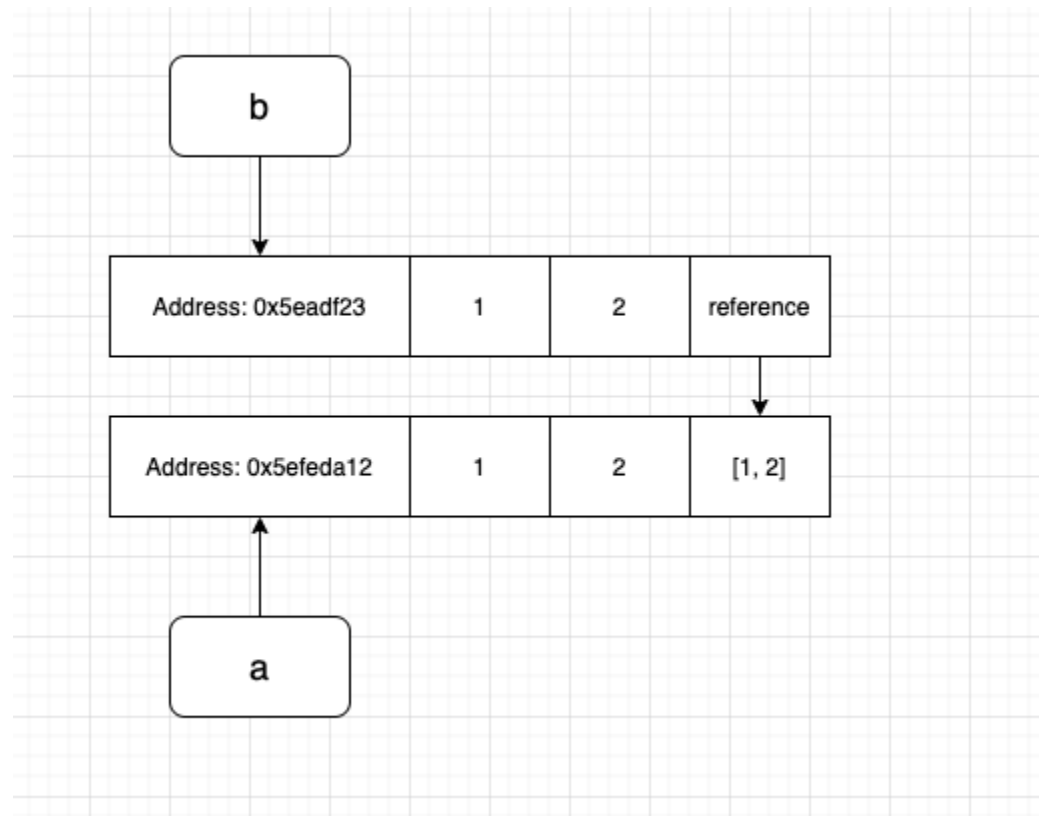 b
Address: 0x5eadf23 1 2 reference
Address: 0x5efeda12 1 2 [1, 2]
a